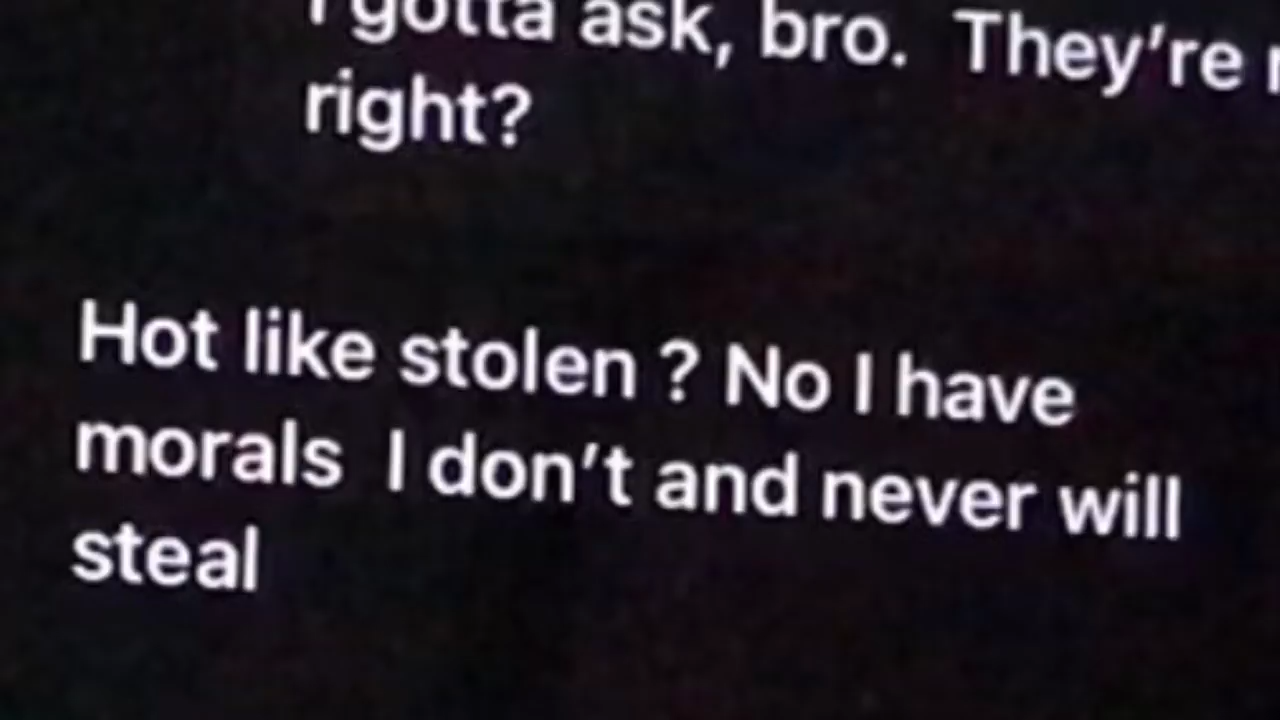 I gotta ask, bro. They're
right?
Hot like stolen ? No I have
morals I don't and never will
steal